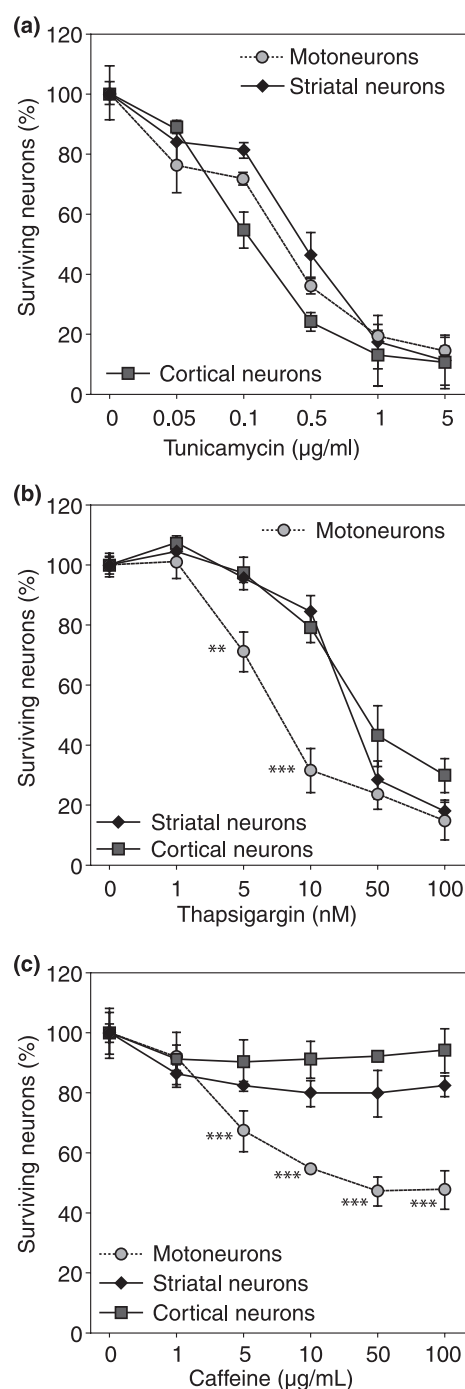 (a)
120
100
80
60
40
20
0
Surviving neurons (%)
Motoneurons
Striatal neurons
Cortical neurons
0 0.05 0.1 0.5 1 5
Tunicamycin (µg/ml)
(b)
120
100
80
60
40
20
0
Surviving neurons (%)
Motoneurons
**
***
Striatal neurons
Cortical neurons
0 1 5 10 50 100
Thapsigargin (nM)
(c)
120
100
80
60
40
20
0
Surviving neurons (%)
***
***
***
***
Motoneurons
Striatal neurons
Cortical neurons
0 1 5 10 50 100
Caffeine (µg/mL)